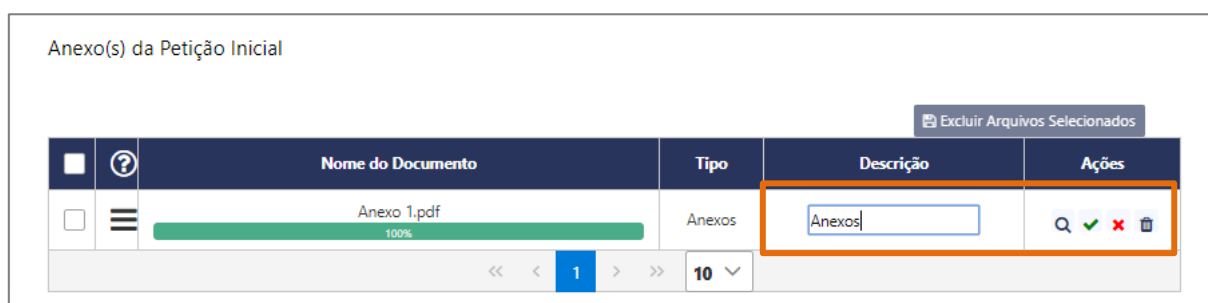 Anexo(s) da Petição Inicial
Excluir Arquivos Selecionados
Nome do Documento Tipo Descrição Ações
Anexo 1.pdf
100%
Anexos Anexos
<< < 1 > >> 10